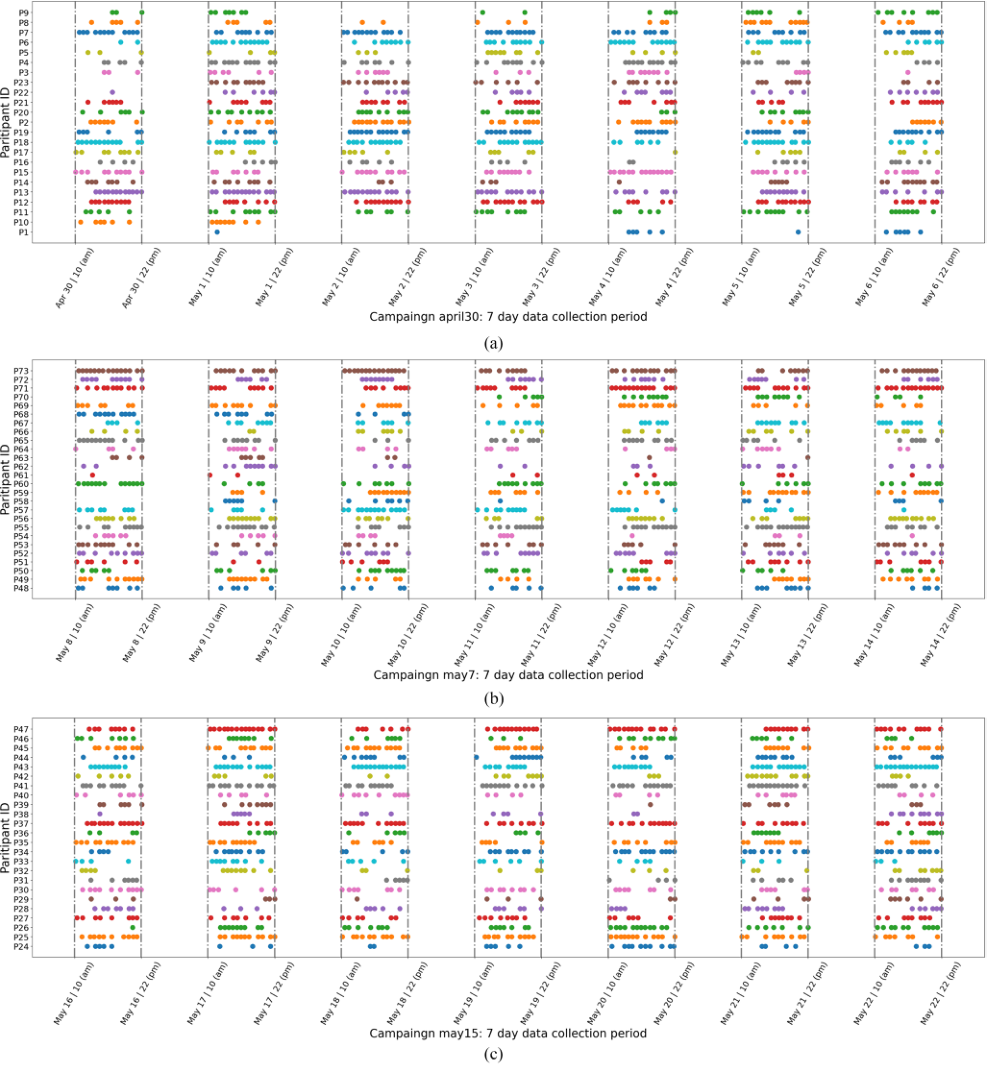 Paritipant ID
P9
P8
P7
P6
P5
P4
P3
P23
P22
P21
P20
P2
P19
P18
P17
P16
P15
P14
P13
P12
P11
P10
P1
Apr 30 | 10 (am)
Apr 30 | 22 (pm)
May 1 | 10 (am)
May 1 | 22 (pm)
May 2 | 10 (am)
May 2 | 22 (pm)
May 3 | 10 (am)
May 3 | 22 (pm)
May 4 | 10 (am)
May 4 | 22 (pm)
May 5 | 10 (am)
May 5 | 22 (pm)
May 6 | 10 (am)
May 6 | 22 (pm)
Campaingn april30: 7 day data collection period
(a)
Paritipant ID
P73
P72
P71
P70
P69
P68
P67
P66
P65
P64
P63
P62
P61
P60
P59
P58
P57
P56
P55
P54
P53
P52
P51
P50
P49
P48
May 8 | 10 (am)
May 8 | 22 (pm)
May 9 | 10 (am)
May 9 | 22 (pm)
May 10 | 10 (am)
May 10 | 22 (pm)
May 11 | 10 (am)
May 11 | 22 (pm)
May 12 | 10 (am)
May 12 | 22 (pm)
May 13 | 10 (am)
May 13 | 22 (pm)
May 14 | 10 (am)
May 14 | 22 (pm)
Campaingn may7: 7 day data collection period
(b)
Paritipant ID
P47
P46
P45
P44
P43
P42
P41
P40
P39
P38
P37
P36
P35
P34
P33
P32
P31
P30
P29
P28
P27
P26
P25
P24
May 16 | 10 (am)
May 16 | 22 (pm)
May 17 | 10 (am)
May 17 | 22 (pm)
May 18 | 10 (am)
May 18 | 22 (pm)
May 19 | 10 (am)
May 19 | 22 (pm)
May 20 | 10 (am)
May 20 | 22 (pm)
May 21 | 10 (am)
May 21 | 22 (pm)
May 22 | 10 (am)
May 22 | 22 (pm)
Campaingn may15: 7 day data collection period
(c)